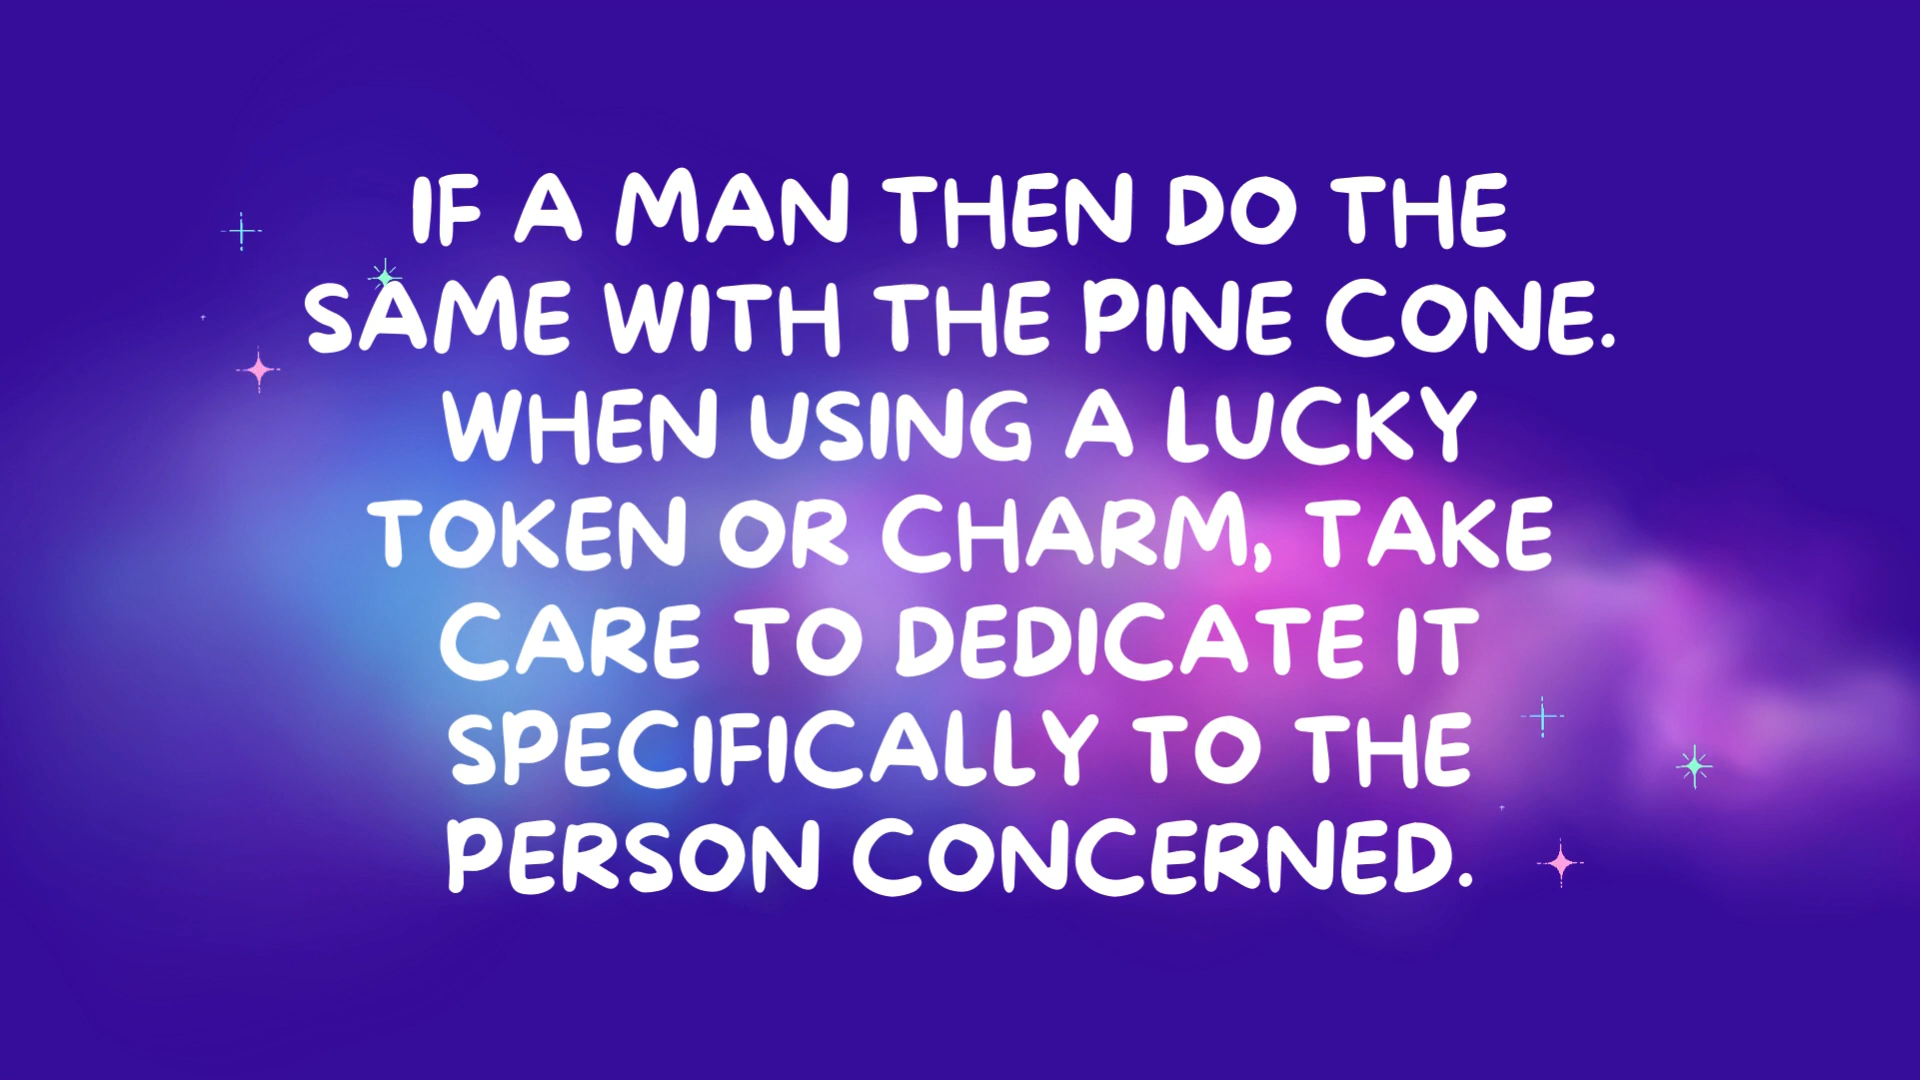 IF A MAN THEN DO THE
SAME WITH THE PINE CONE.
WHEN USING A LUCKY
TOKEN OR CHARM, TAKE
CARE TO DEDICATE IT
SPECIFICALLY TO THE
PERSON CONCERNED.